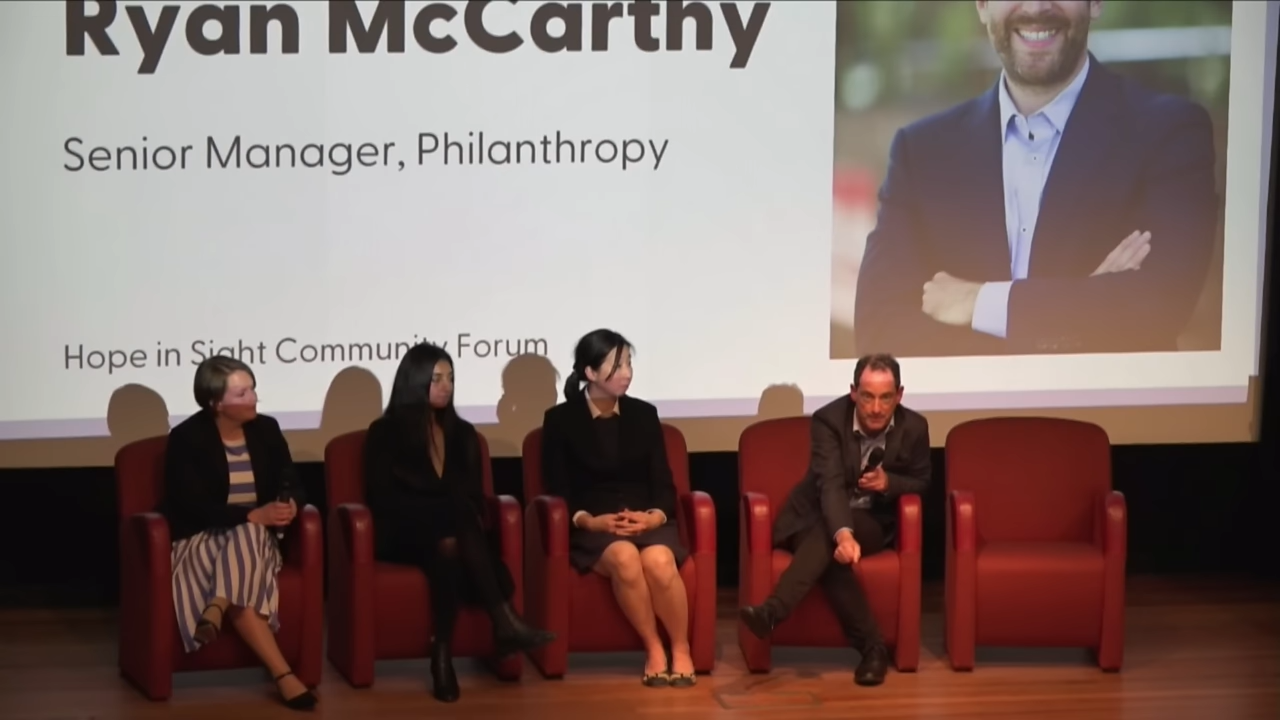 Ryan McCarthy
Senior Manager, Philanthropy
Hope in Sight Community Forum